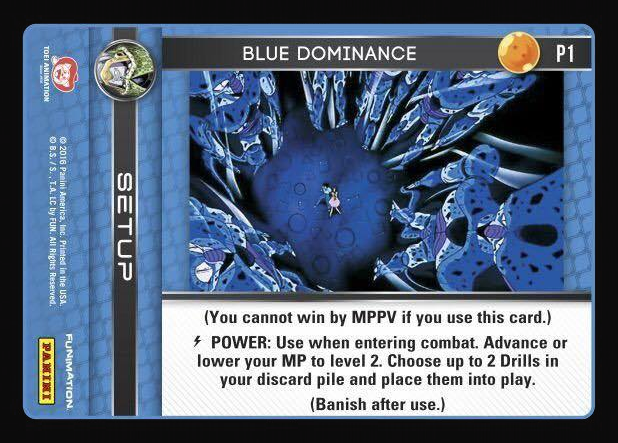 BLUE DOMINANCE
P1
SETUP
(You cannot win by MPPV if you use this card.)
POWER: Use when entering combat. Advance or
lower your MP to level 2. Choose up to 2 Drills in
your discard pile and place them into play.
(Banish after use.)
TOEI ANIMATION
© 2016 Panini America, Inc. Printed in the USA.
© B.S./S., T.A. LC by FUN. All Rights Reserved.
FUNIMATION
PANINI